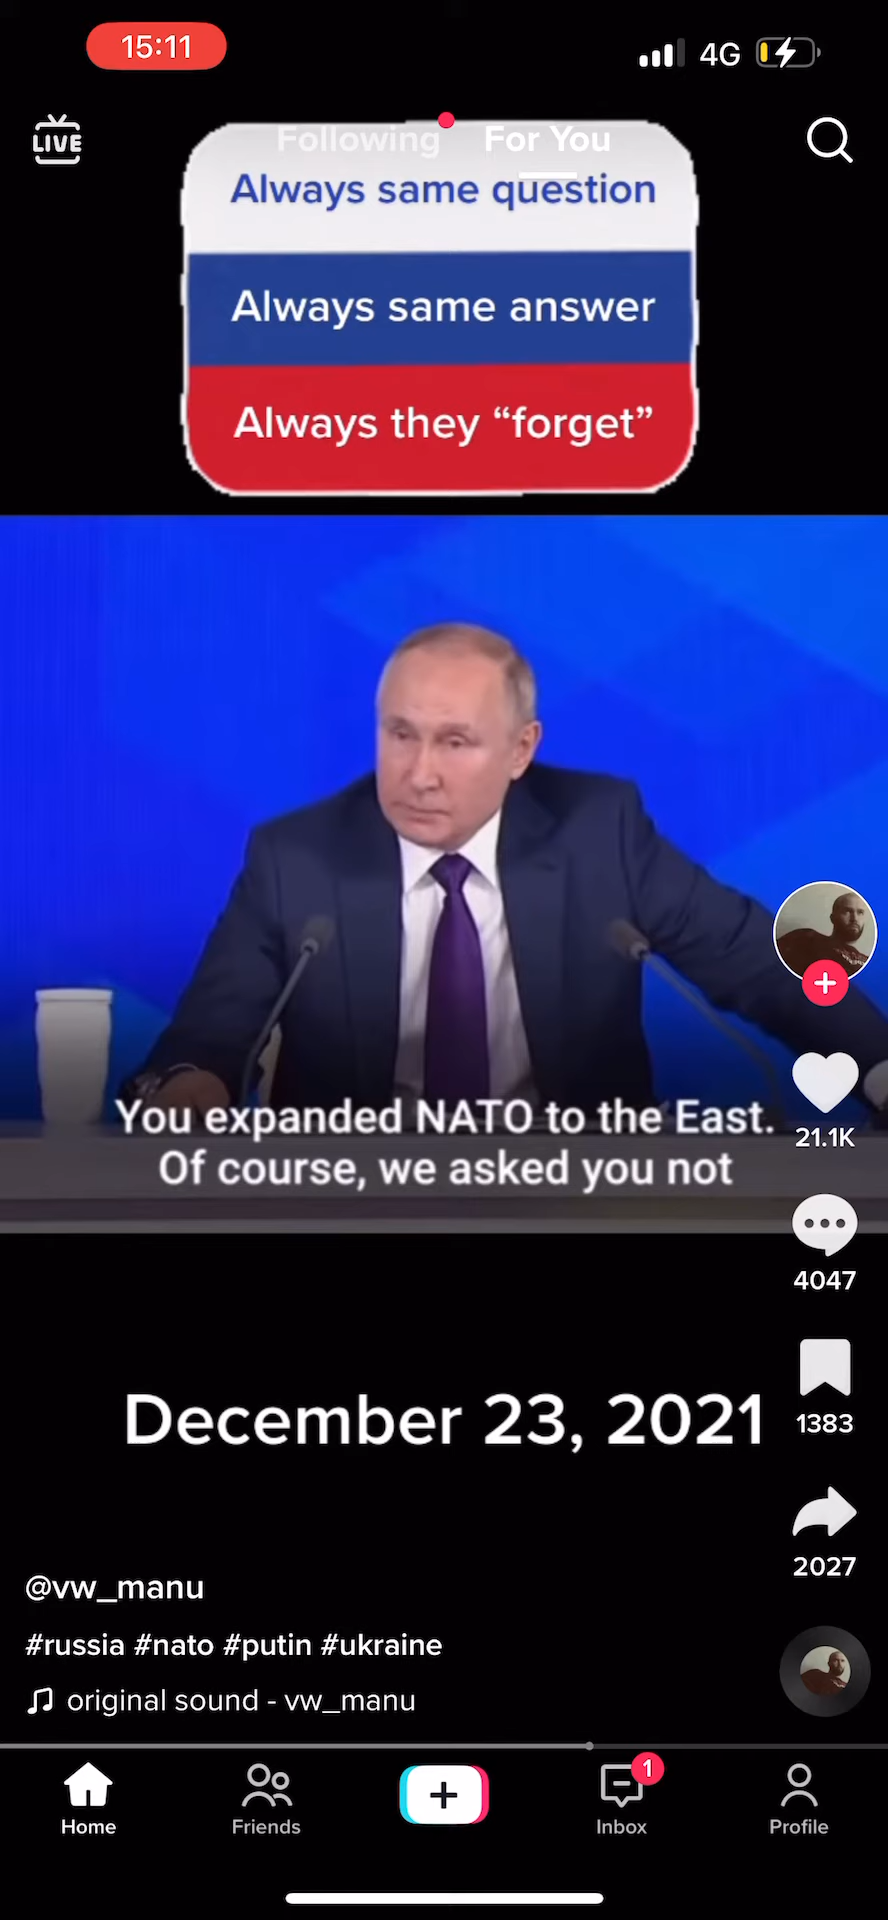 15:11
4G
LIVE
Following
For You
Always same question
Always same answer
Always they “forget”
You expanded NATO to the East.
Of course, we asked you not
21.1K
4047
December 23, 2021
1383
2027
@vw_manu
#russia #nato #putin #ukraine
original sound - vw_manu
1
Home
Friends
Inbox
Profile